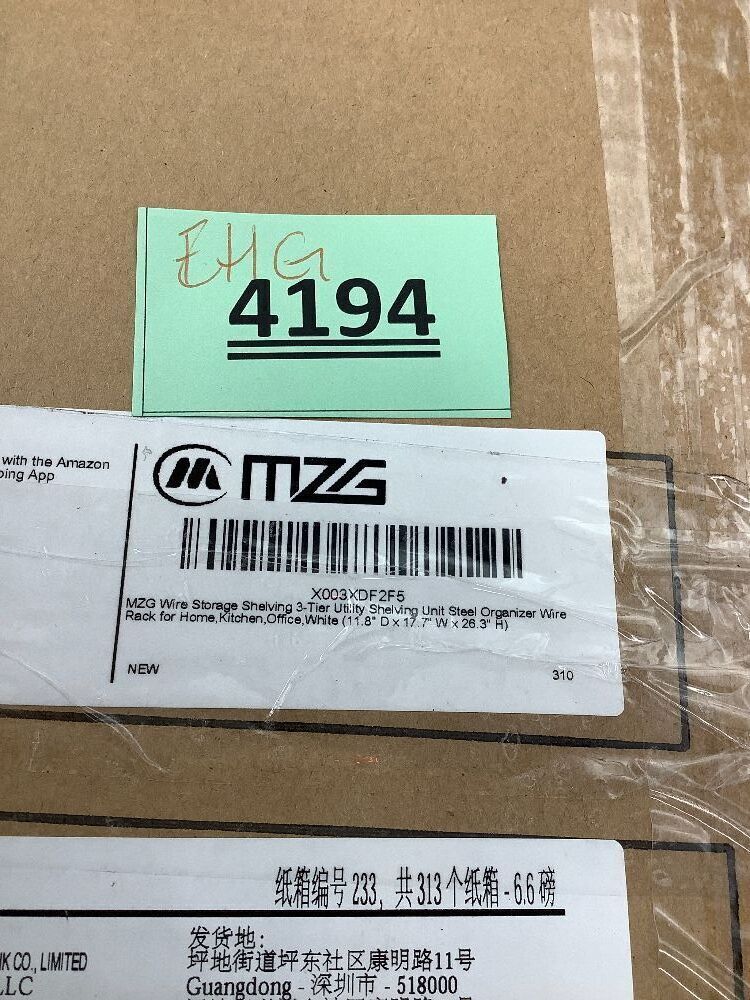 EHG
4194
with the Amazon
ping App
MZG
X003XDF2F5
MZG Wire Storage Shelving 3-Tier Utility Shelving Unit Steel Organizer Wire
Rack for Home,Kitchen,Office,White (11.8" D x 17.7" W x 26.3" H)
NEW
310
纸箱编号 233, 共 313 个纸箱 - 6.6 磅
CO., LIMITED
LLC
发货地:
坪地街道坪东社区康明路11号
Guangdong - 深圳市 - 518000